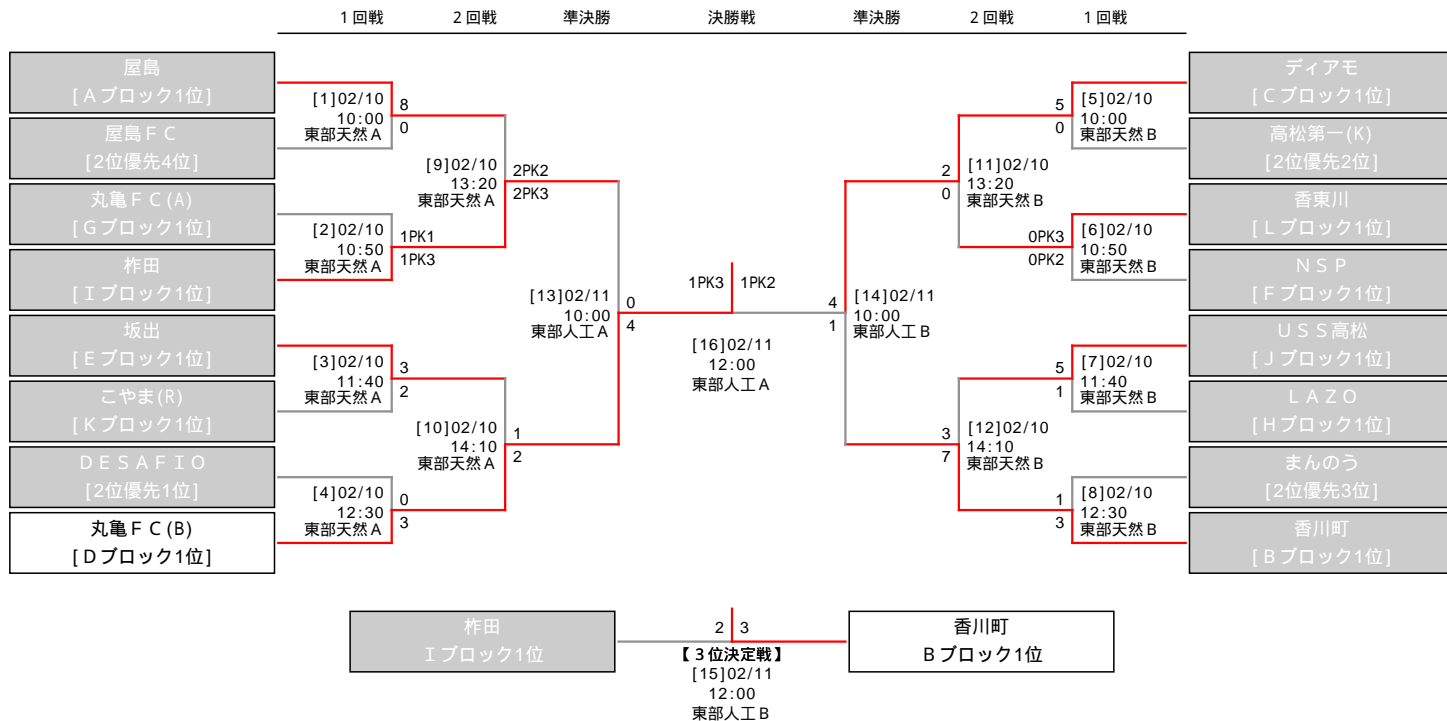 1回戦 2回戦 準決勝 決勝戦 準決勝 2回戦 1回戦
屋島
[Aブロック1位]
屋島FC
[2位優先4位]
丸亀FC(A)
[Gブロック1位]
柞田
[Iブロック1位]
坂出
[Eブロック1位]
こやま(R)
[Kブロック1位]
DESAFIO
[2位優先1位]
丸亀FC(B)
[Dブロック1位]
[1]02/10
10:00
東部天然A
8
0
[2]02/10
10:50
東部天然A
1PK1
1PK3
[3]02/10
11:40
東部天然A
3
2
[4]02/10
12:30
東部天然A
0
3
[9]02/10
13:20
東部天然A
2PK2
2PK3
[10]02/10
14:10
東部天然A
1
2
[13]02/11
10:00
東部人工A
0
4
1PK3 1PK2
[16]02/11
12:00
東部人工A
4
1
[14]02/11
10:00
東部人工B
2
0
[11]02/10
13:20
東部天然B
3
7
[12]02/10
14:10
東部天然B
5
0
[5]02/10
10:00
東部天然B
0PK3
0PK2
[6]02/10
10:50
東部天然B
5
1
[7]02/10
11:40
東部天然B
1
3
[8]02/10
12:30
東部天然B
ディアモ
[Cブロック1位]
高松第一(K)
[2位優先2位]
香東川
[Lブロック1位]
NSP
[Fブロック1位]
USS高松
[Jブロック1位]
LAZO
[Hブロック1位]
まんのう
[2位優先3位]
香川町
[Bブロック1位]
柞田
Iブロック1位
2 3
【3位決定戦】
[15]02/11
12:00
東部人工B
香川町
Bブロック1位